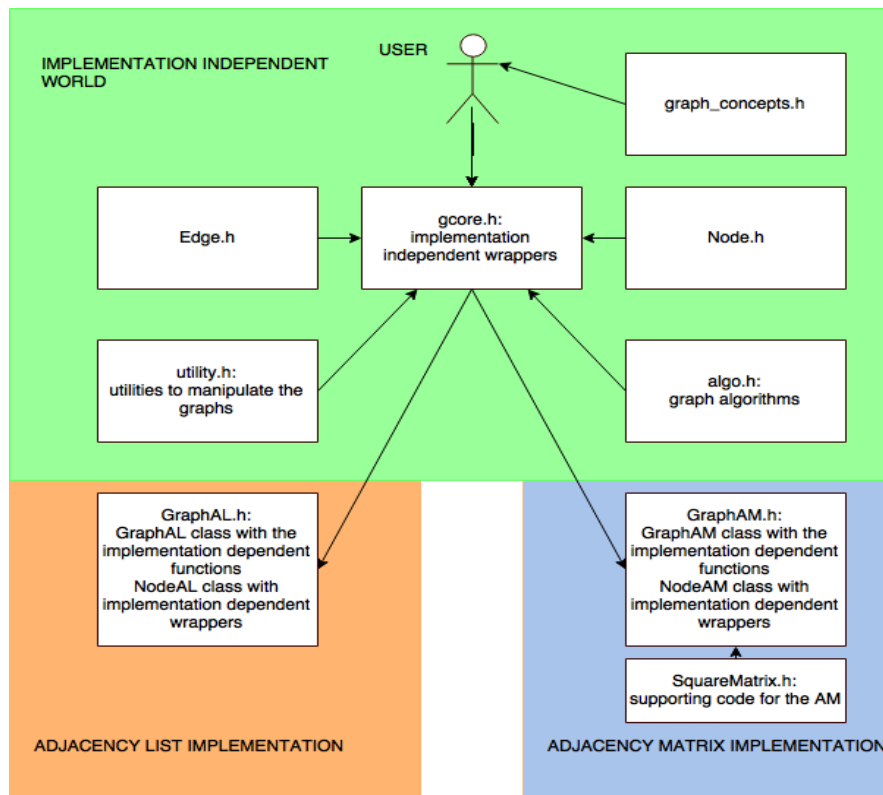 IMPLEMENTATION INDEPENDENT
WORLD
USER
graph_concepts.h
Edge.h
gcore.h:
implementation
independent wrappers
Node.h
utility.h:
utilities to manipulate the
graphs
algo.h:
graph algorithms
GraphAL.h:
GraphAL class with the
implementation dependent
functions
NodeAL class with
implementation dependent
wrappers
GraphAM.h:
GraphAM class with the
implementation dependent
functions
NodeAM class with
implementation dependent
wrappers
SquareMatrix.h:
supporting code for the AM
ADJACENCY LIST IMPLEMENTATION
ADJACENCY MATRIX IMPLEMENTATION